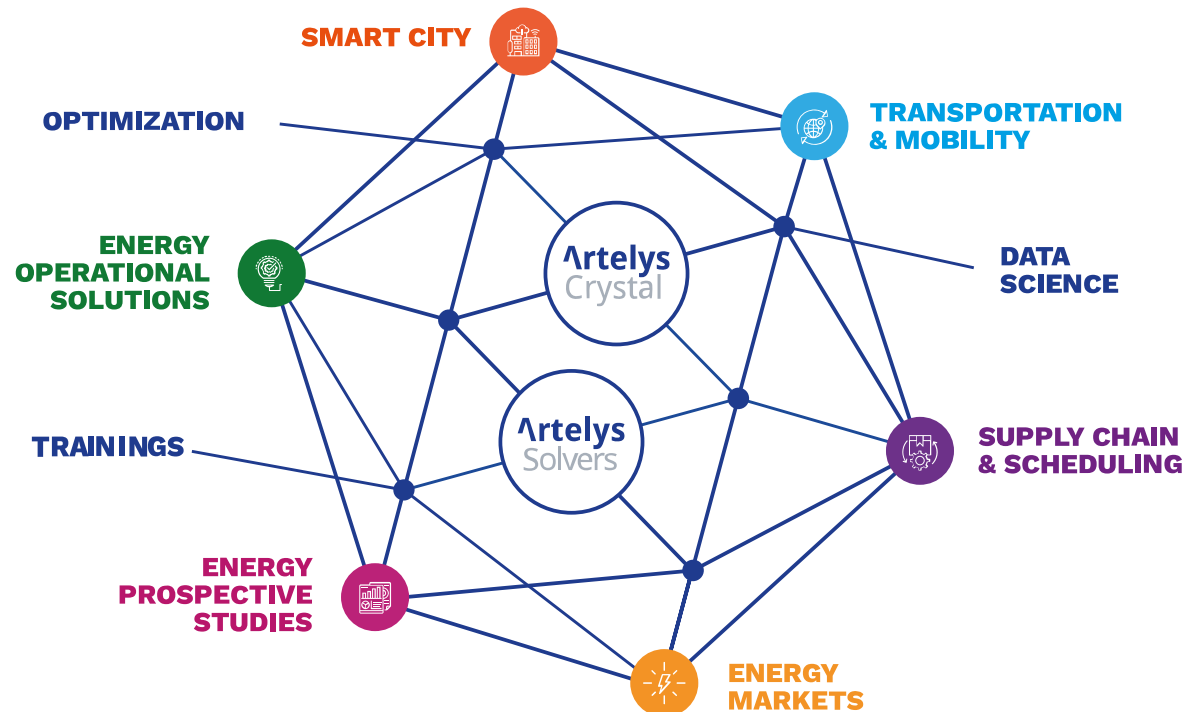 SMART CITY
OPTIMIZATION
TRANSPORTATION
& MOBILITY
ENERGY
OPERATIONAL
SOLUTIONS
Artelys
Crystal
DATA
SCIENCE
Artelys
Solvers
TRAININGS
SUPPLY CHAIN
& SCHEDULING
ENERGY
PROSPECTIVE
STUDIES
ENERGY
MARKETS